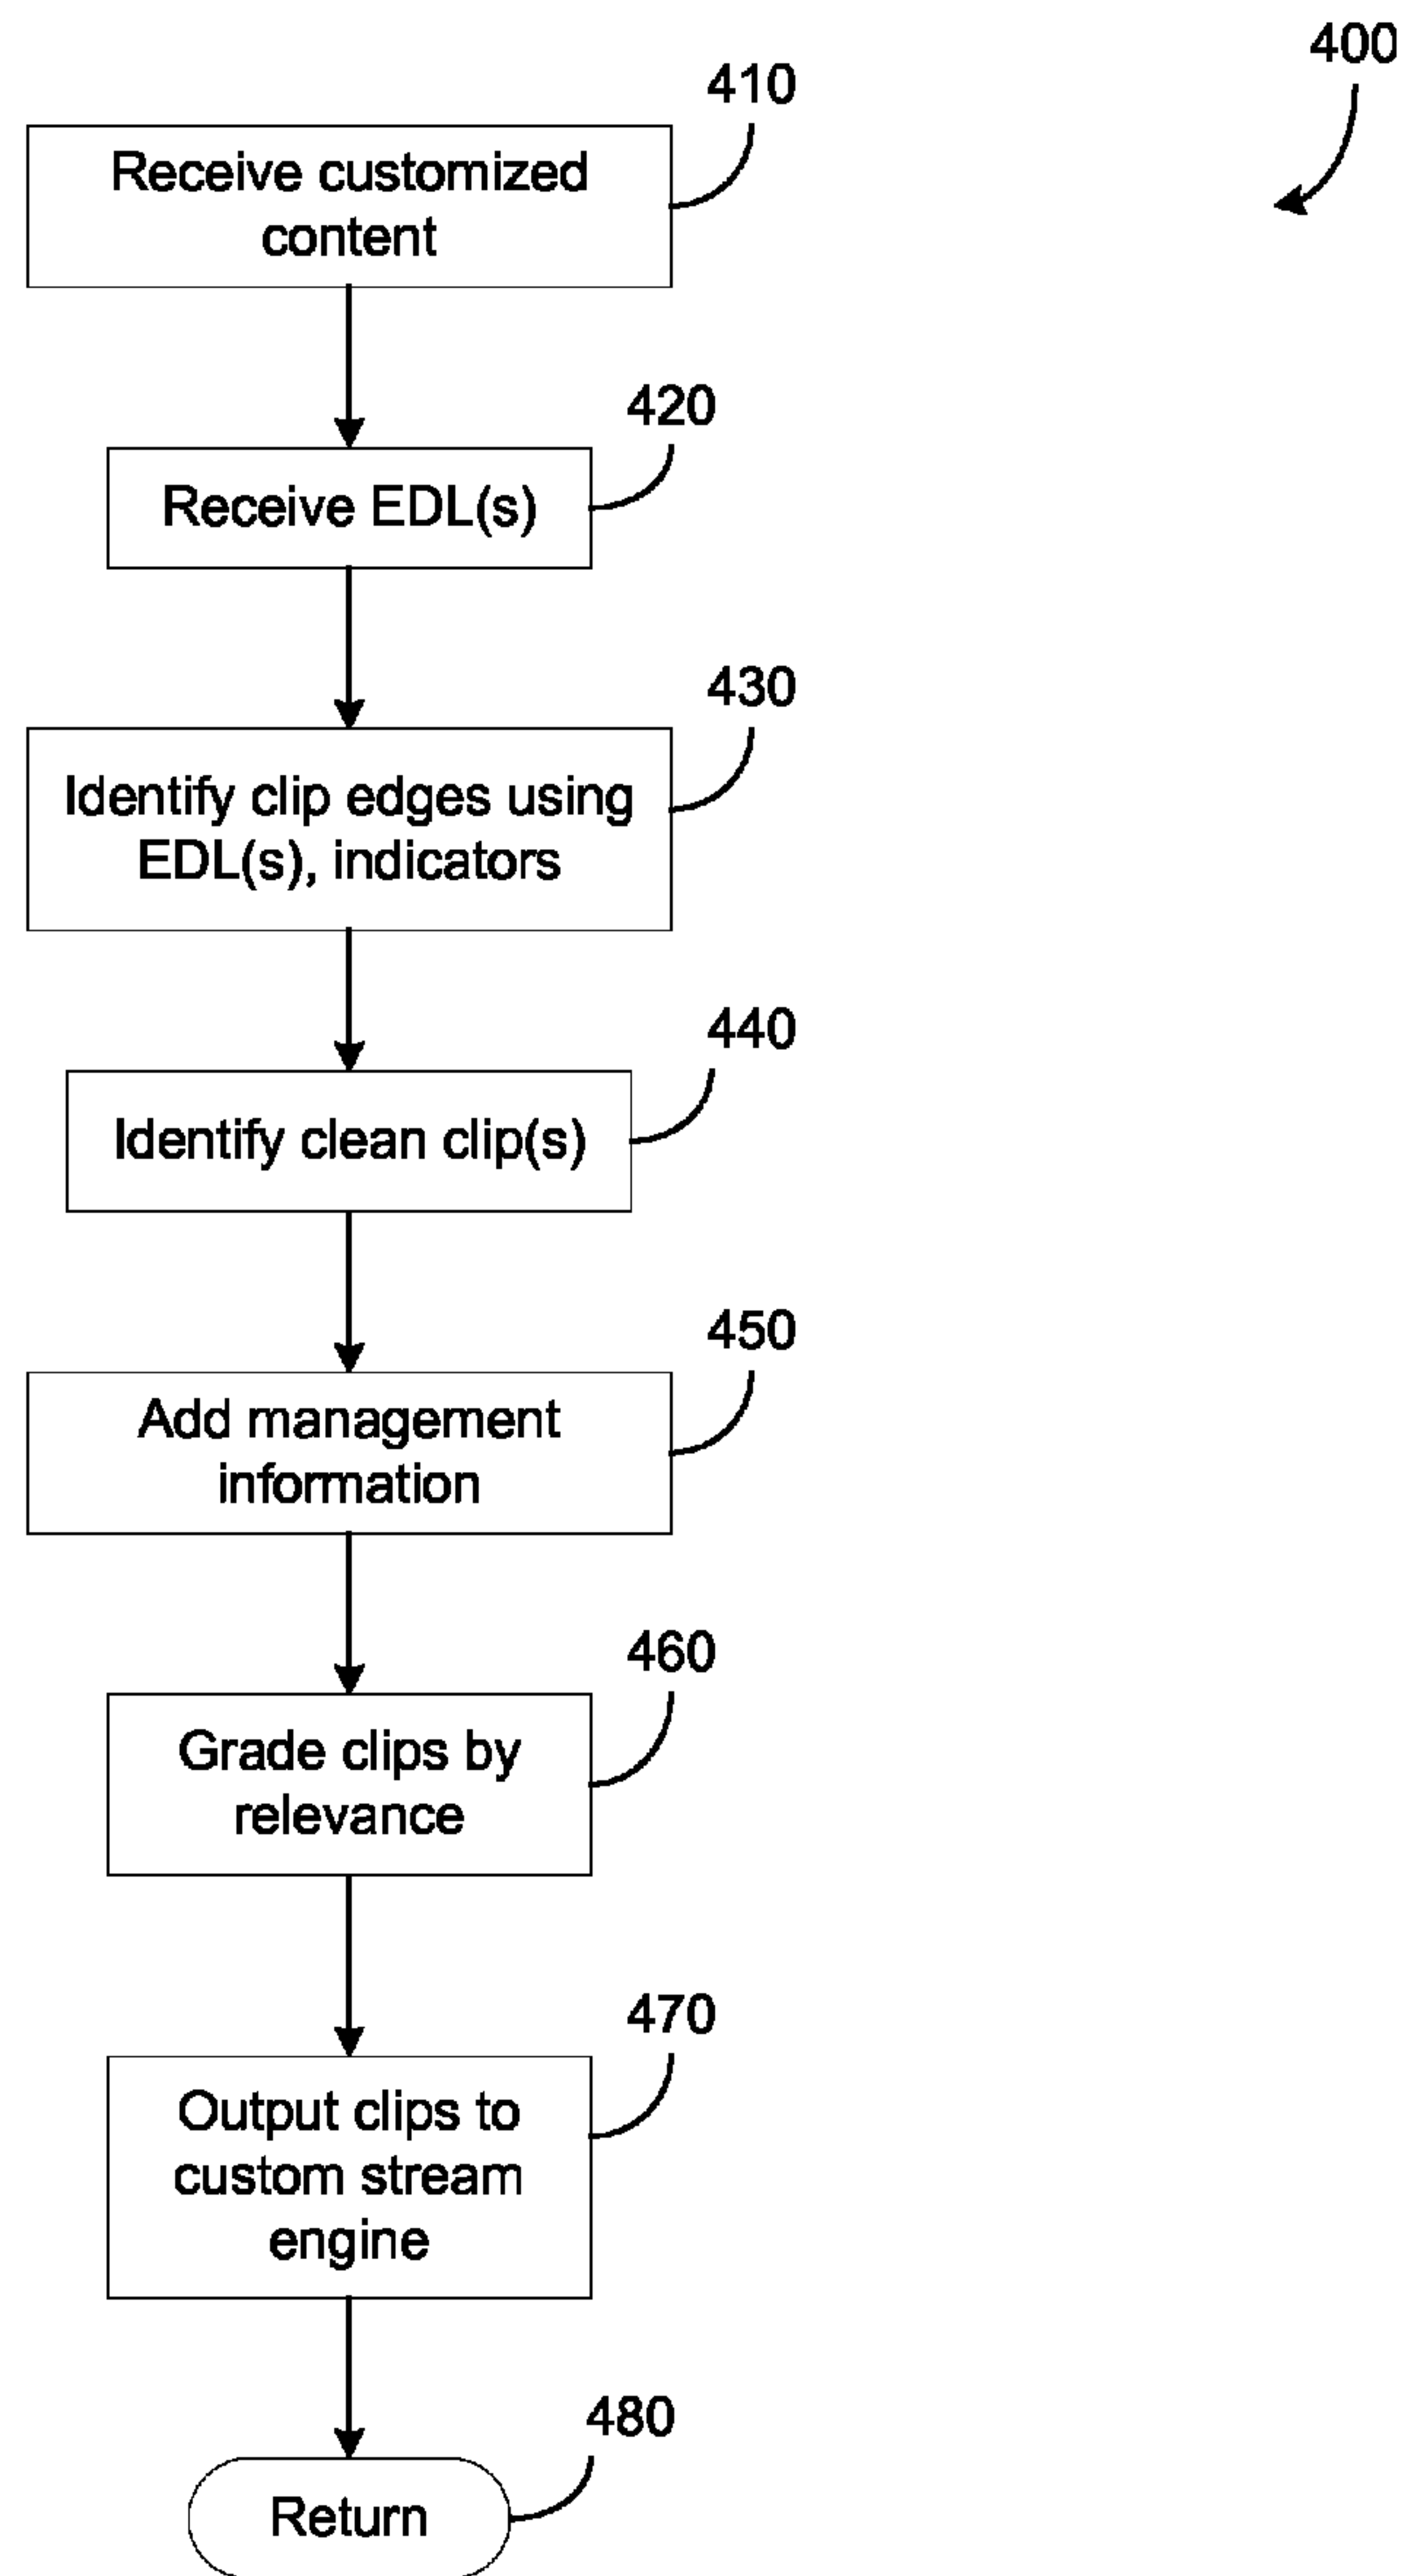 400
410
Receive customized
content
420
Receive EDL(s)
430
Identify clip edges using
EDL(s), indicators
440
Identify clean clip(s)
450
Add management
information
460
Grade clips by
relevance
470
Output clips to
custom stream
engine
480
Return